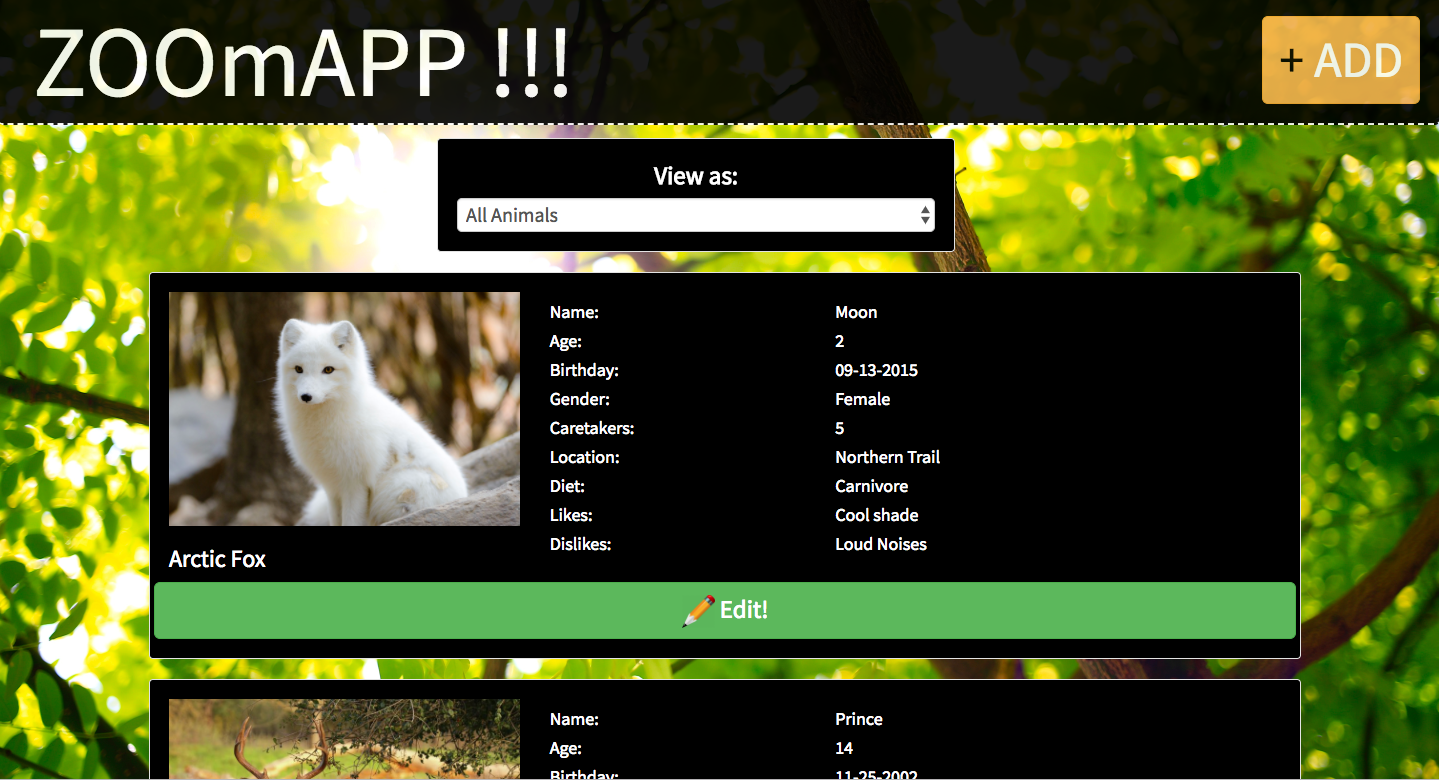 ZOOmAPP !!!
+ ADD
View as:
All Animals
Name: Moon
Age: 2
Birthday: 09-13-2015
Gender: Female
Caretakers: 5
Location: Northern Trail
Diet: Carnivore
Likes: Cool shade
Dislikes: Loud Noises
Arctic Fox
Edit!
Name: Prince
Age: 14
Birthday: 11-25-2002